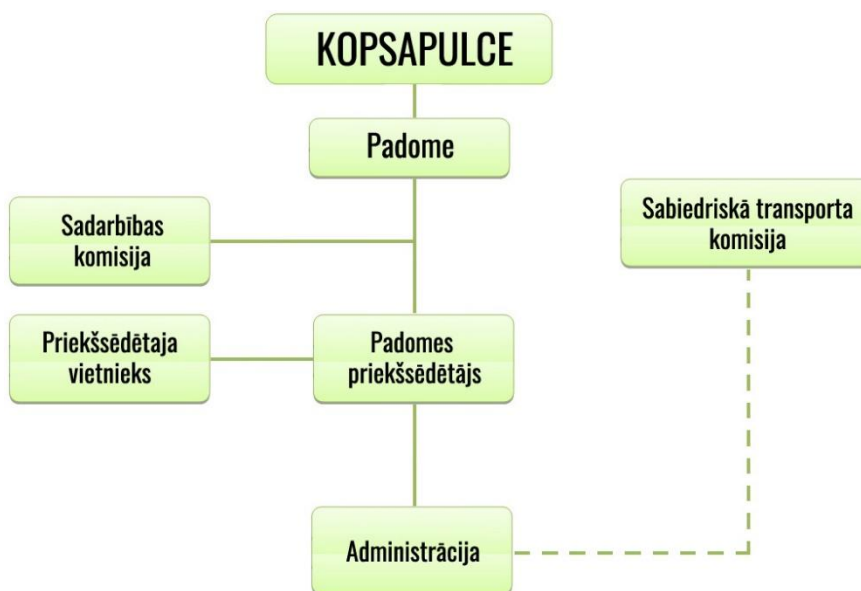 KOPSAPULCE
Padome
Sadarbības
komisija
Sabiedriskā transporta
komisija
Priekšsēdētaja
vietnieks
Padomes
priekšsēdētājs
Administrācija